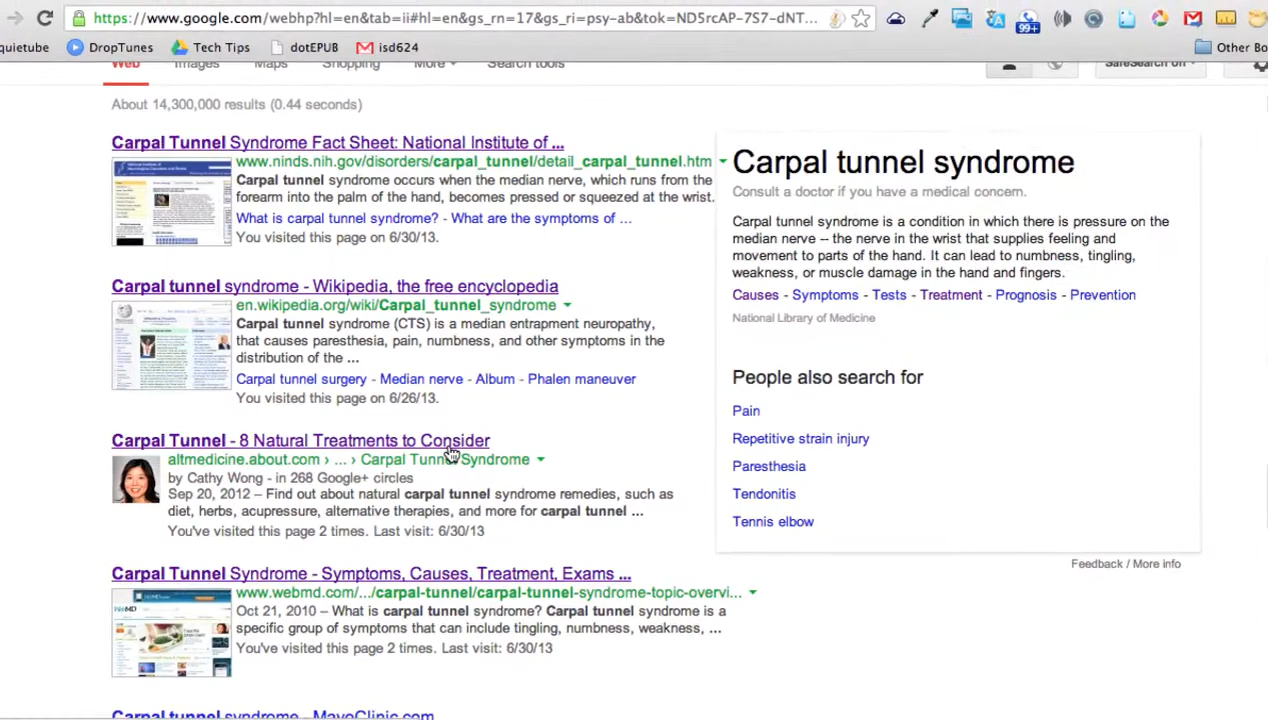 https://www.google.com/webhp?hl=en&tab=ii#hl=en&gs_rn=17&gs_ri=psy-ab&tok=ND5rcAP-7S7-dNT...
99+
quietube DropTunes Tech Tips dotEPUB isd624 Other Bo
Web Images Maps Shopping More Search tools SafeSearch on
About 14,300,000 results (0.44 seconds)
Carpal Tunnel Syndrome Fact Sheet: National Institute of ...
www.ninds.nih.gov/disorders/carpal_tunnel/detail_carpal_tunnel.htm
Carpal tunnel syndrome occurs when the median nerve, which runs from the
forearm into the palm of the hand, becomes pressed or squeezed at the wrist.
What is carpal tunnel syndrome? - What are the symptoms of ...
You visited this page on 6/30/13.
Carpal tunnel syndrome - Wikipedia, the free encyclopedia
en.wikipedia.org/wiki/Carpal_tunnel_syndrome
Carpal tunnel syndrome (CTS) is a median entrapment neuropathy,
that causes paresthesia, pain, numbness, and other symptoms in the
distribution of the ...
Carpal tunnel surgery - Median nerve - Album - Phalen maneuver
You visited this page on 6/26/13.
Carpal Tunnel - 8 Natural Treatments to Consider
altmedicine.about.com › ... › Carpal Tunnel Syndrome
by Cathy Wong - in 268 Google+ circles
Sep 20, 2012 – Find out about natural carpal tunnel syndrome remedies, such as
diet, herbs, acupressure, alternative therapies, and more for carpal tunnel ...
You've visited this page 2 times. Last visit: 6/30/13
Carpal Tunnel Syndrome - Symptoms, Causes, Treatment, Exams ...
www.webmd.com/.../carpal-tunnel/carpal-tunnel-syndrome-topic-overvi...
Oct 21, 2010 – What is carpal tunnel syndrome? Carpal tunnel syndrome is a
specific group of symptoms that can include tingling, numbness, weakness, ...
You've visited this page 2 times. Last visit: 6/30/13
Carpal tunnel syndrome - MayoClinic.com
Carpal tunnel syndrome
Consult a doctor if you have a medical concern.
Carpal tunnel syndrome is a condition in which there is pressure on the
median nerve -- the nerve in the wrist that supplies feeling and
movement to parts of the hand. It can lead to numbness, tingling,
weakness, or muscle damage in the hand and fingers.
Causes - Symptoms - Tests - Treatment - Prognosis - Prevention
National Library of Medicine
People also search for
Pain
Repetitive strain injury
Paresthesia
Tendonitis
Tennis elbow
Feedback / More info